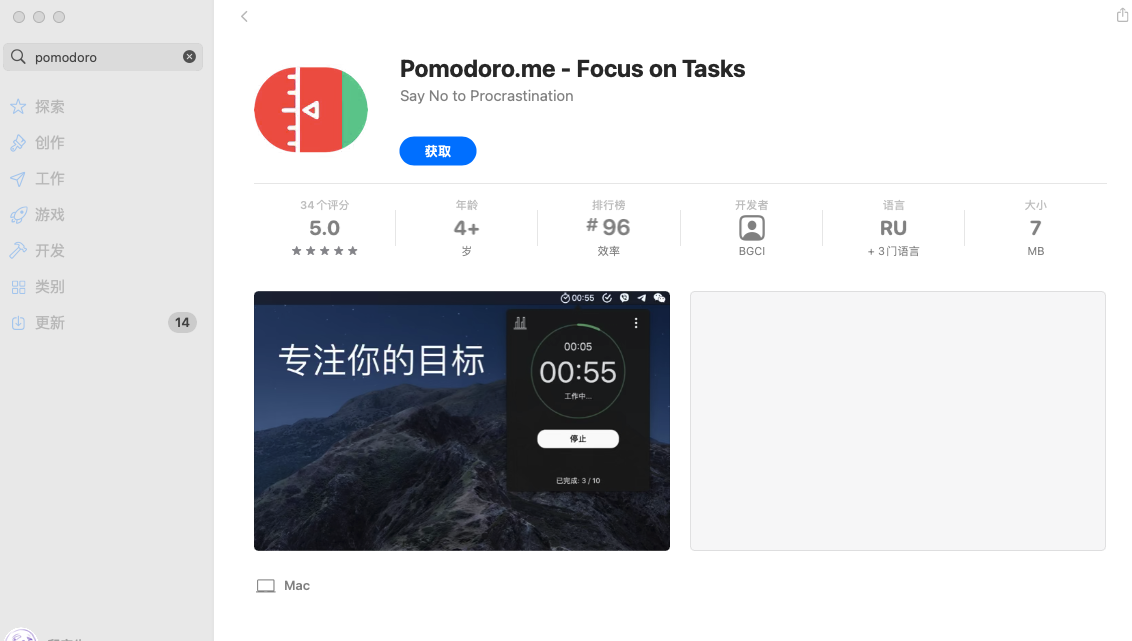 pomodoro
探索
创作
工作
游戏
开发
类别
更新
14
Pomodoro.me - Focus on Tasks
Say No to Procrastination
获取
34 个评分
5.0
年龄
4+
岁
排行榜
#96
效率
开发者
BGCI
语言
RU
+ 3 门语言
大小
7
MB
00:55
专注你的目标
00:05
00:55
工作中...
停止
已完成: 3 / 10
Mac